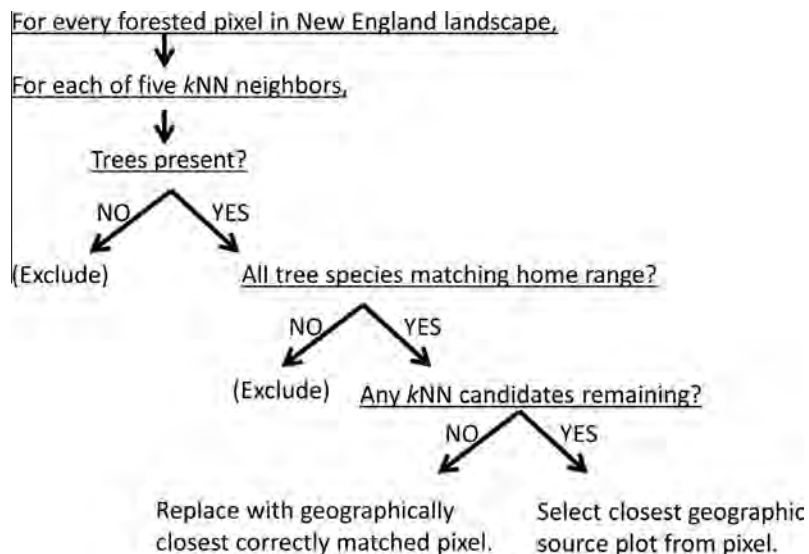 For every forested pixel in New England landscape,
For each of five kNN neighbors,
Trees present?
NO YES
(Exclude) All tree species matching home range?
NO YES
(Exclude) Any kNN candidates remaining?
NO YES
Replace with geographically
closest correctly matched pixel.
Select closest geographic
source plot from pixel.